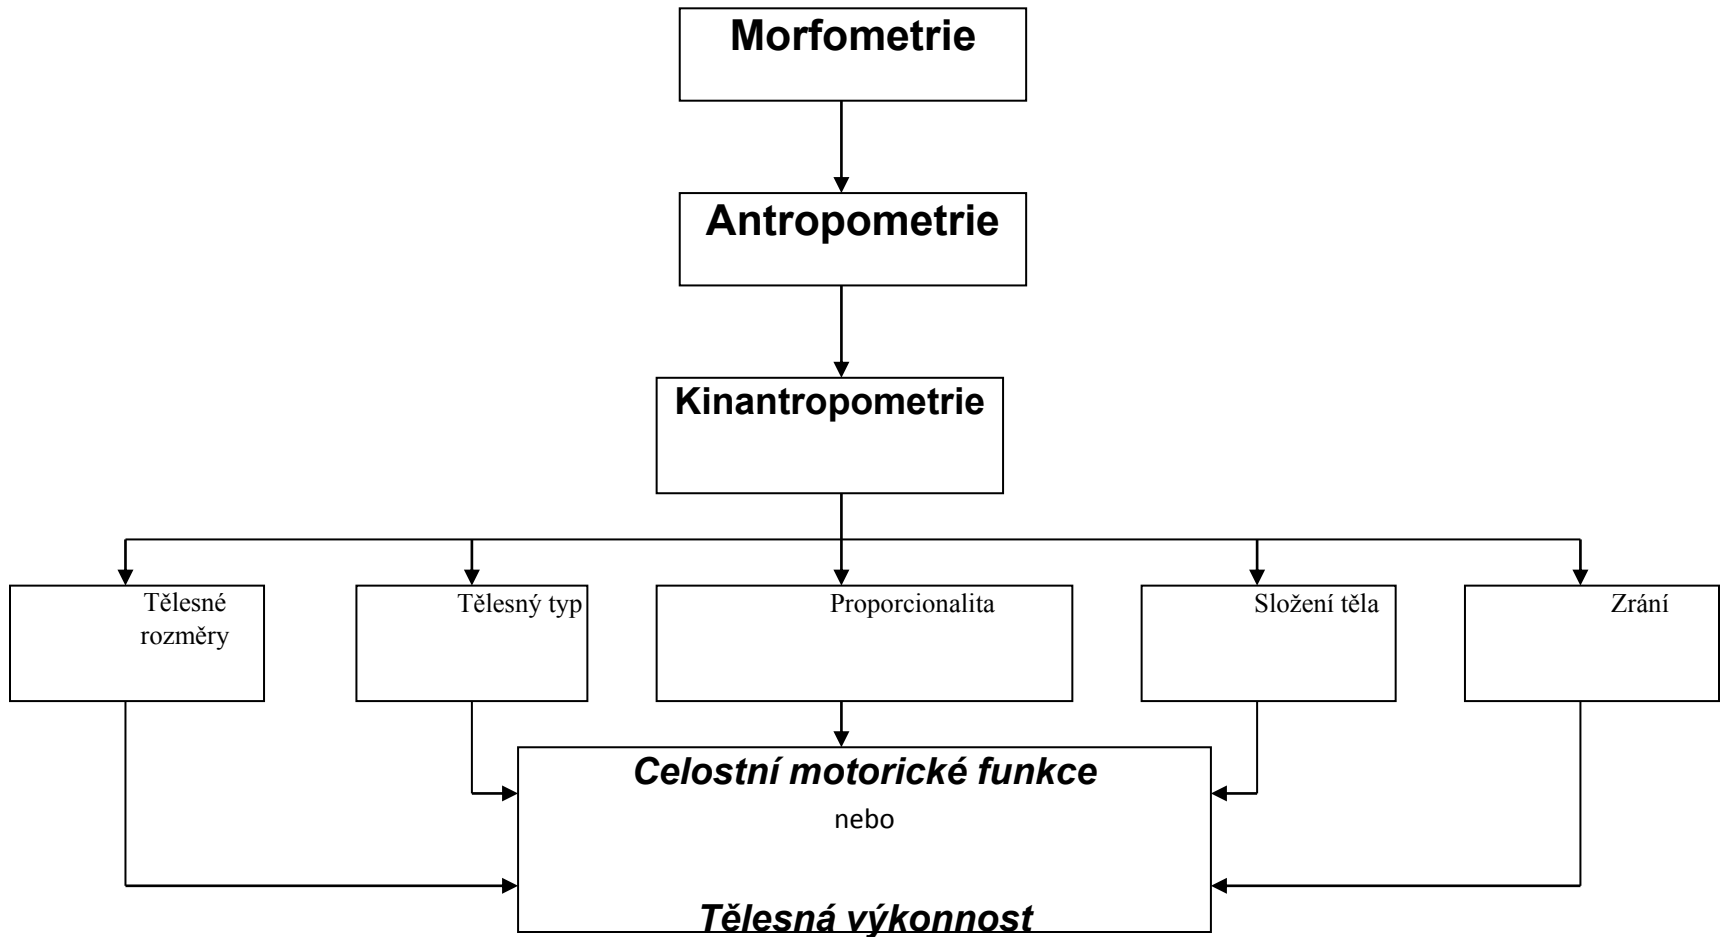 Morfometrie
Antropometrie
Kinantropometrie
Tělesné
rozměry
Tělesný typ
Proporcionalita
Složení těla
Zrání
Celostní motorické funkce
nebo
Tělesná výkonnost